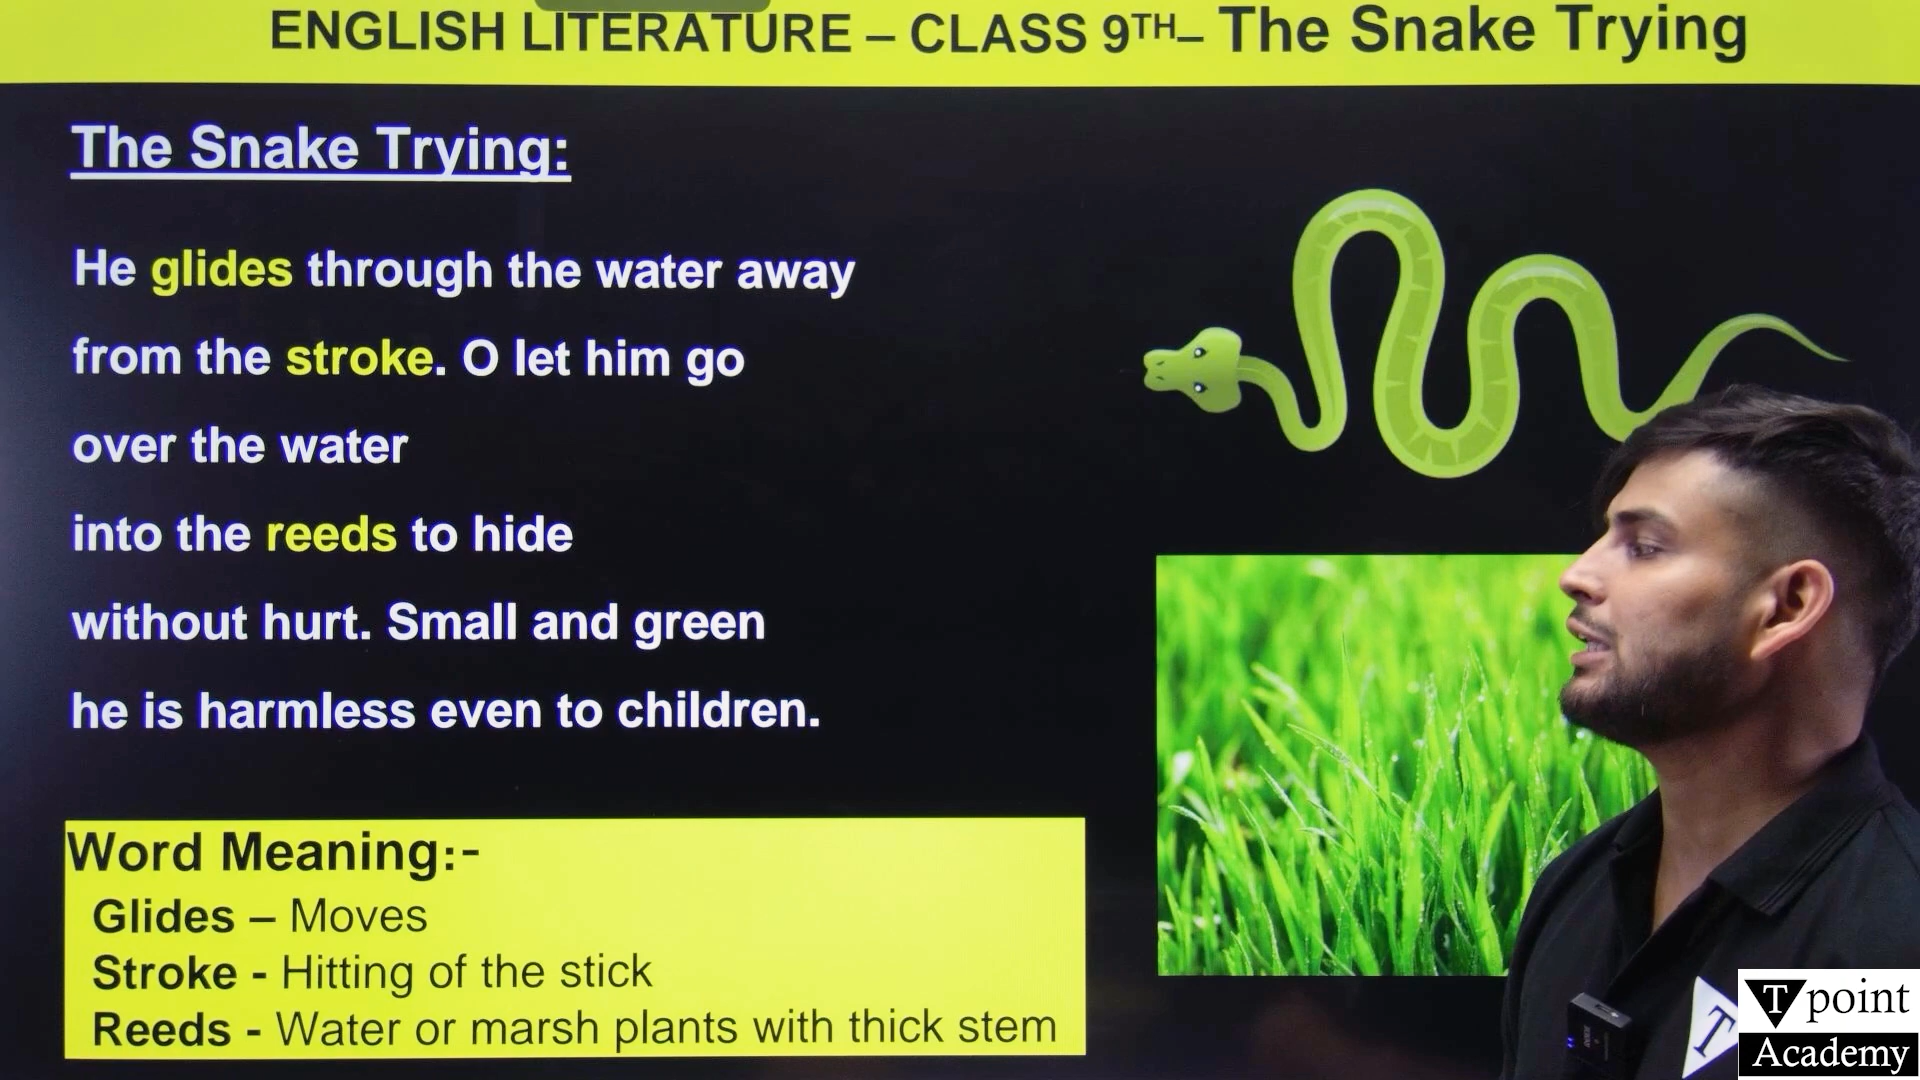 ENGLISH LITERATURE – CLASS 9TH– The Snake Trying
The Snake Trying:
He glides through the water away
from the stroke. O let him go
over the water
into the reeds to hide
without hurt. Small and green
he is harmless even to children.
Word Meaning:-
Glides – Moves
Stroke - Hitting of the stick
Reeds - Water or marsh plants with thick stem
T
T point
Academy